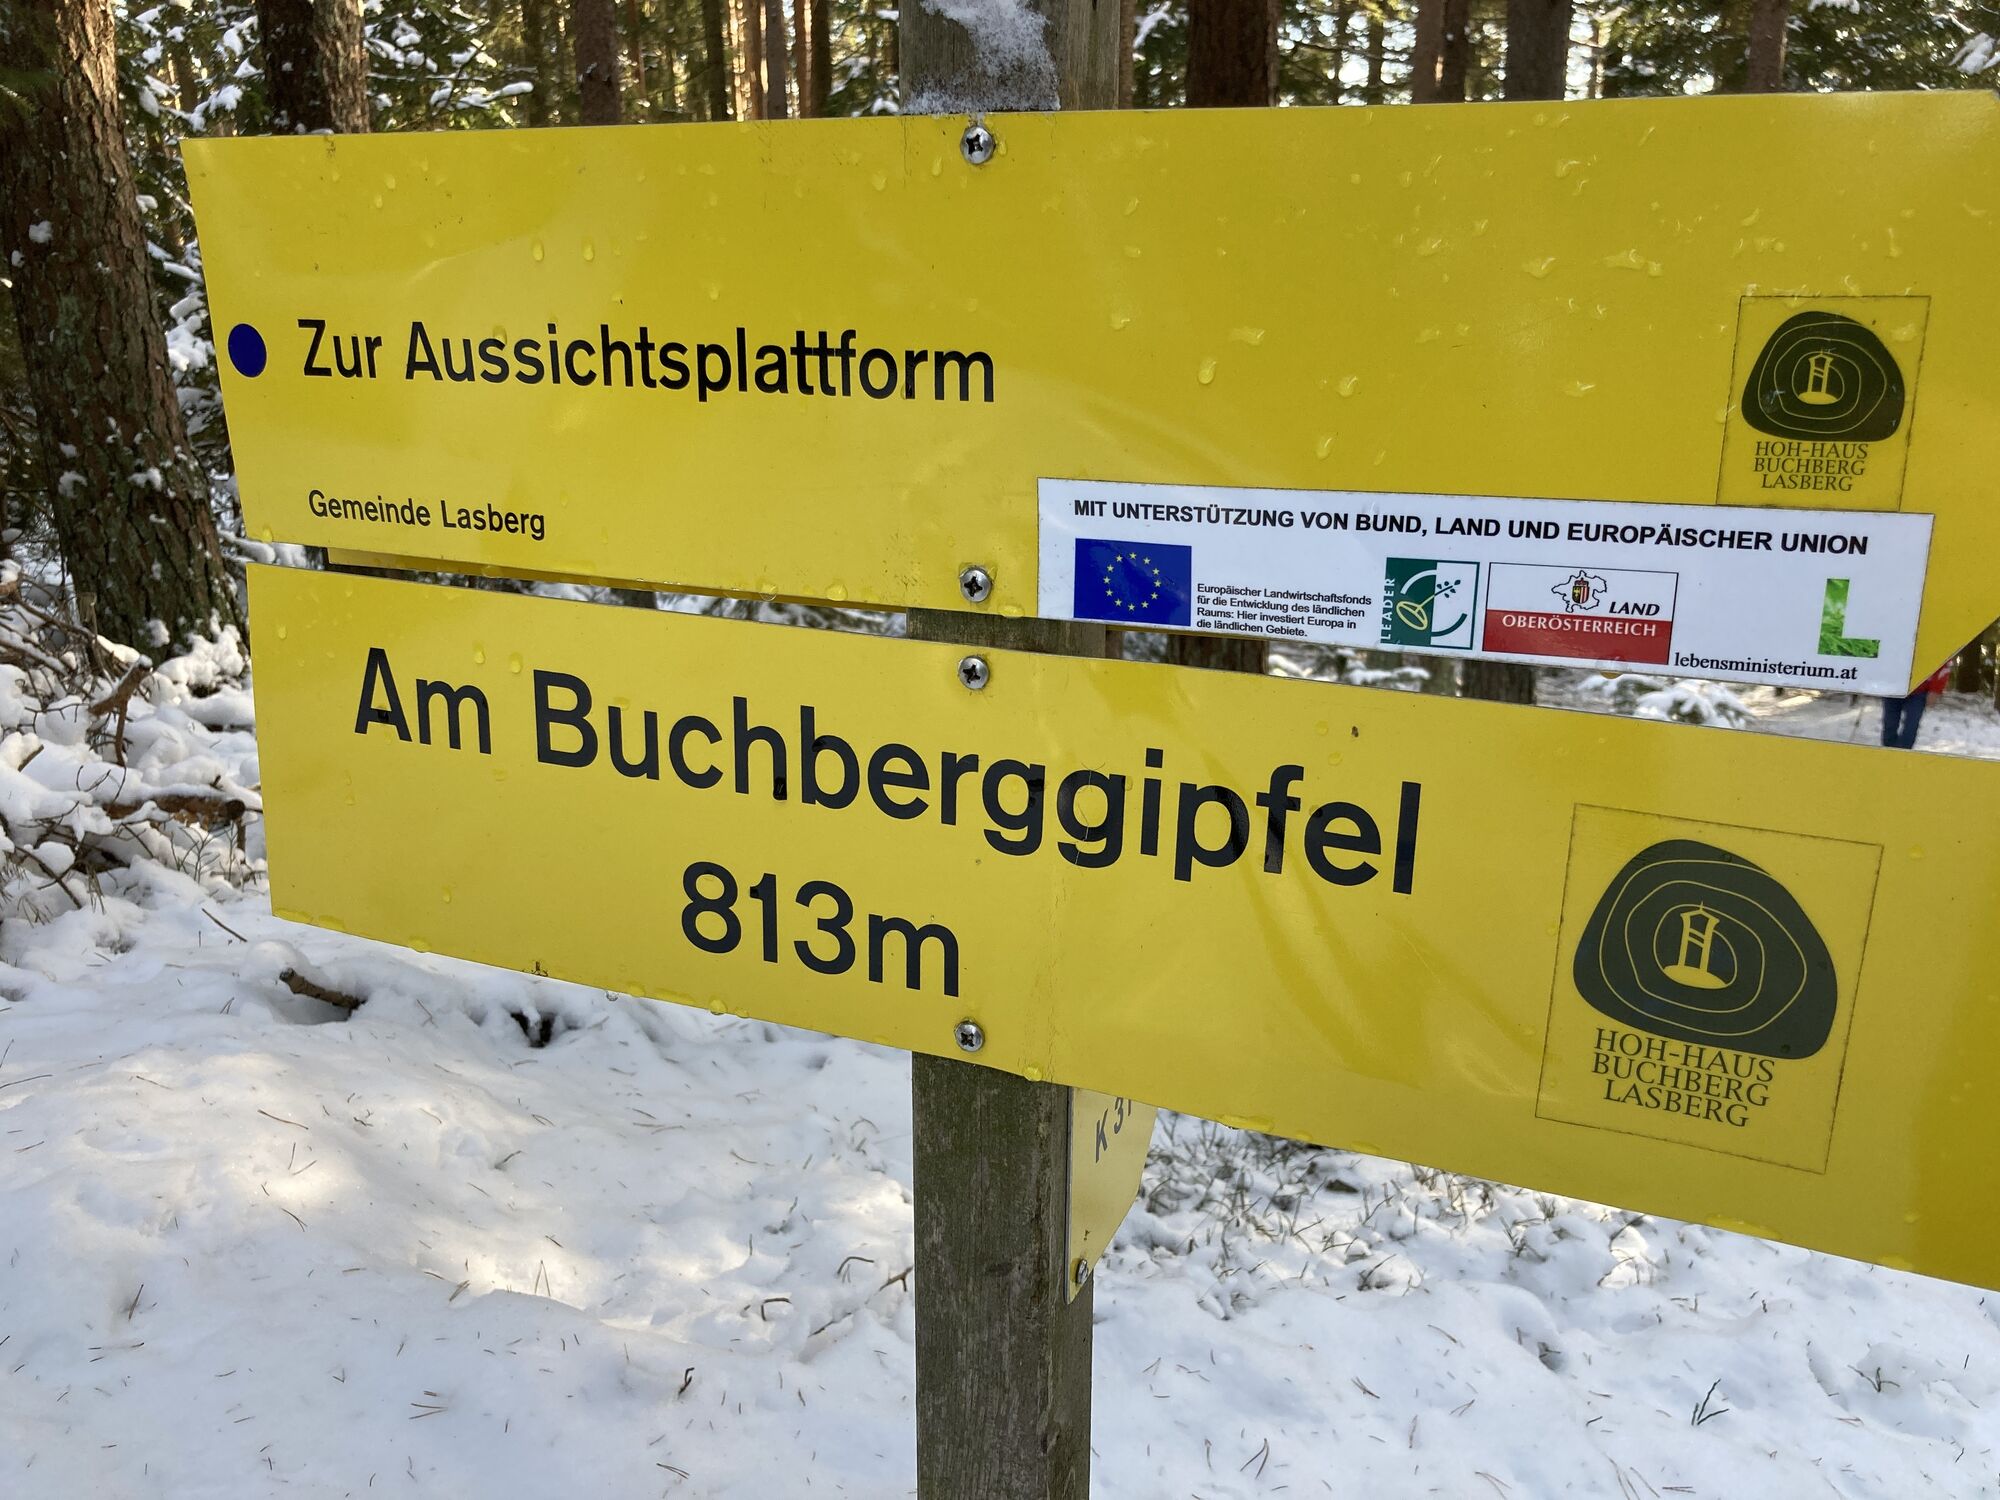 Zur Aussichtsplattform
Gemeinde Lasberg
HOH-HAUS
BUCHBERG
LASBERG
MIT UNTERSTÜTZUNG VON BUND, LAND UND EUROPÄISCHER UNION
Europäischer Landwirtschaftsfonds
für die Entwicklung des ländlichen
Raums: Hier investiert Europa in
die ländlichen Gebiete.
LEADER
LAND
OBERÖSTERREICH
lebensministerium.at
Am Buchberggipfel
813m
HOH-HAUS
BUCHBERG
LASBERG